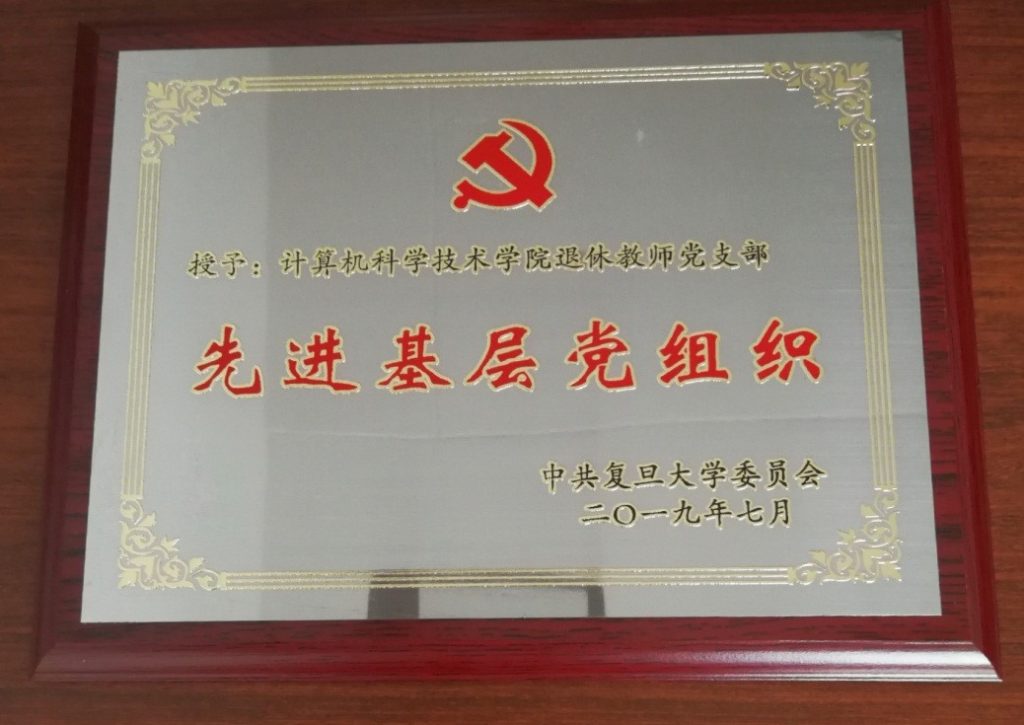 授予：计算机科学技术学院退休教师党支部
先进基层党组织
中共复旦大学委员会
二〇一九年七月